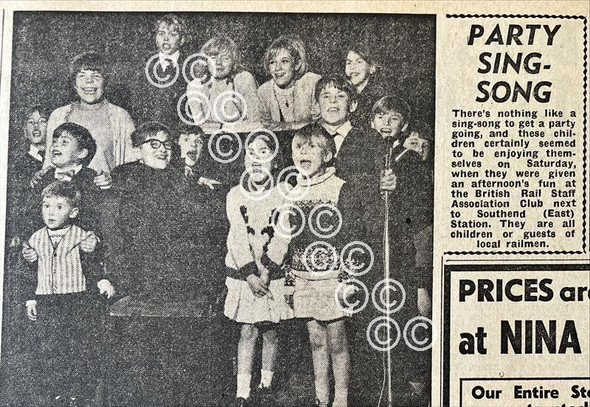 PARTY
SING-
SONG
There's nothing like a
sing-song to get a party
going, and these chil-
dren certainly seemed
to be enjoying them-
selves on Saturday,
when they were given
an afternoon's fun at
the British Rail Staff
Association Club next
to Southend (East)
Station. They are all
children or guests of
local railmen.
PRICES are
at NINA
Our Entire Sto